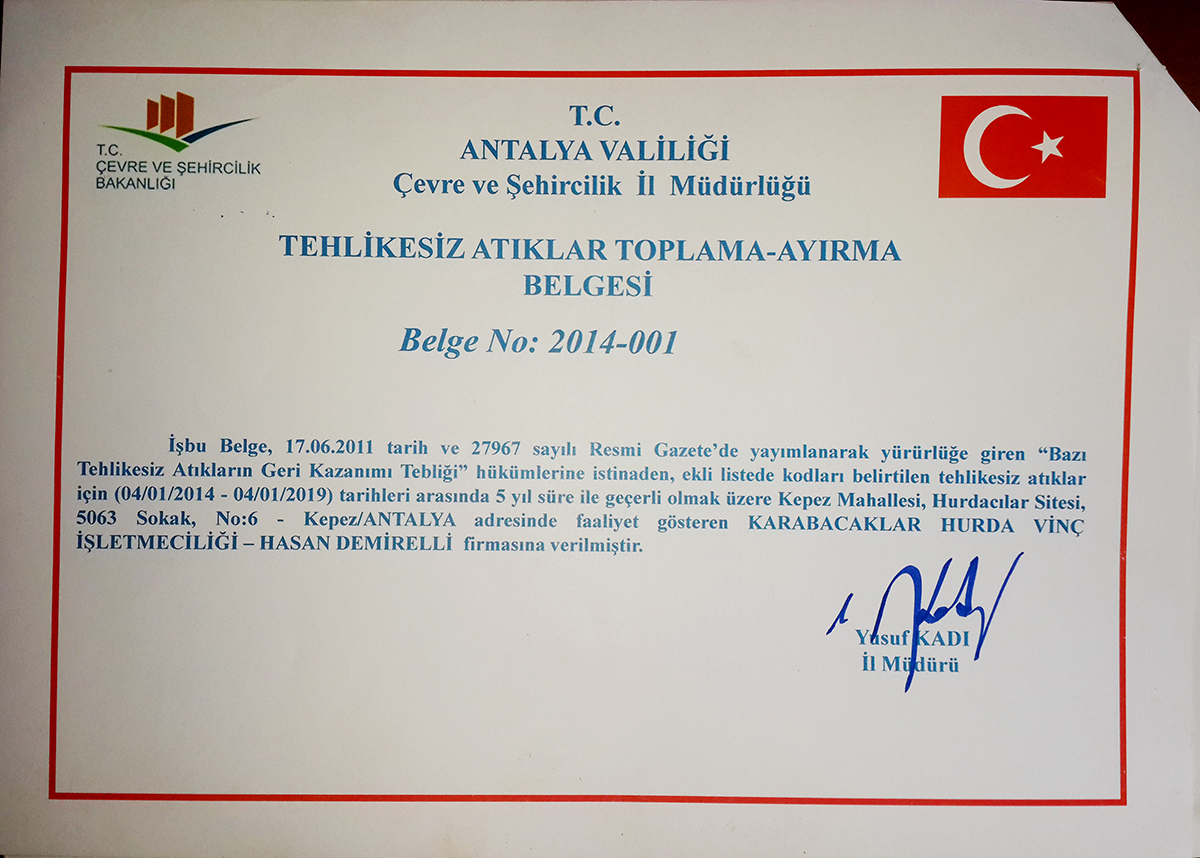 T.C.
ÇEVRE VE ŞEHİRCİLİK
BAKANLIĞI
T.C.
ANTALYA VALİLİĞİ
Çevre ve Şehircilik İl Müdürlüğü
TEHLİKESİZ ATIKLAR TOPLAMA-AYIRMA
BELGESİ
Belge No: 2014-001
İşbu Belge, 17.06.2011 tarih ve 27967 sayılı Resmi Gazete'de yayımlanarak yürürlüğe giren “Bazı
Tehlikesiz Atıkların Geri Kazanımı Tebliği” hükümlerine istinaden, ekli listede kodları belirtilen tehlikesiz atıklar
için (04/01/2014 - 04/01/2019) tarihleri arasında 5 yıl süre ile geçerli olmak üzere Kepez Mahallesi, Hurdacılar Sitesi,
5063 Sokak, No:6 - Kepez/ANTALYA adresinde faaliyet gösteren KARABACAKLAR HURDA VİNÇ
İŞLETMECİLİĞİ – HASAN DEMİRELLİ firmasına verilmiştir.
Yusuf KADI
İl Müdürü